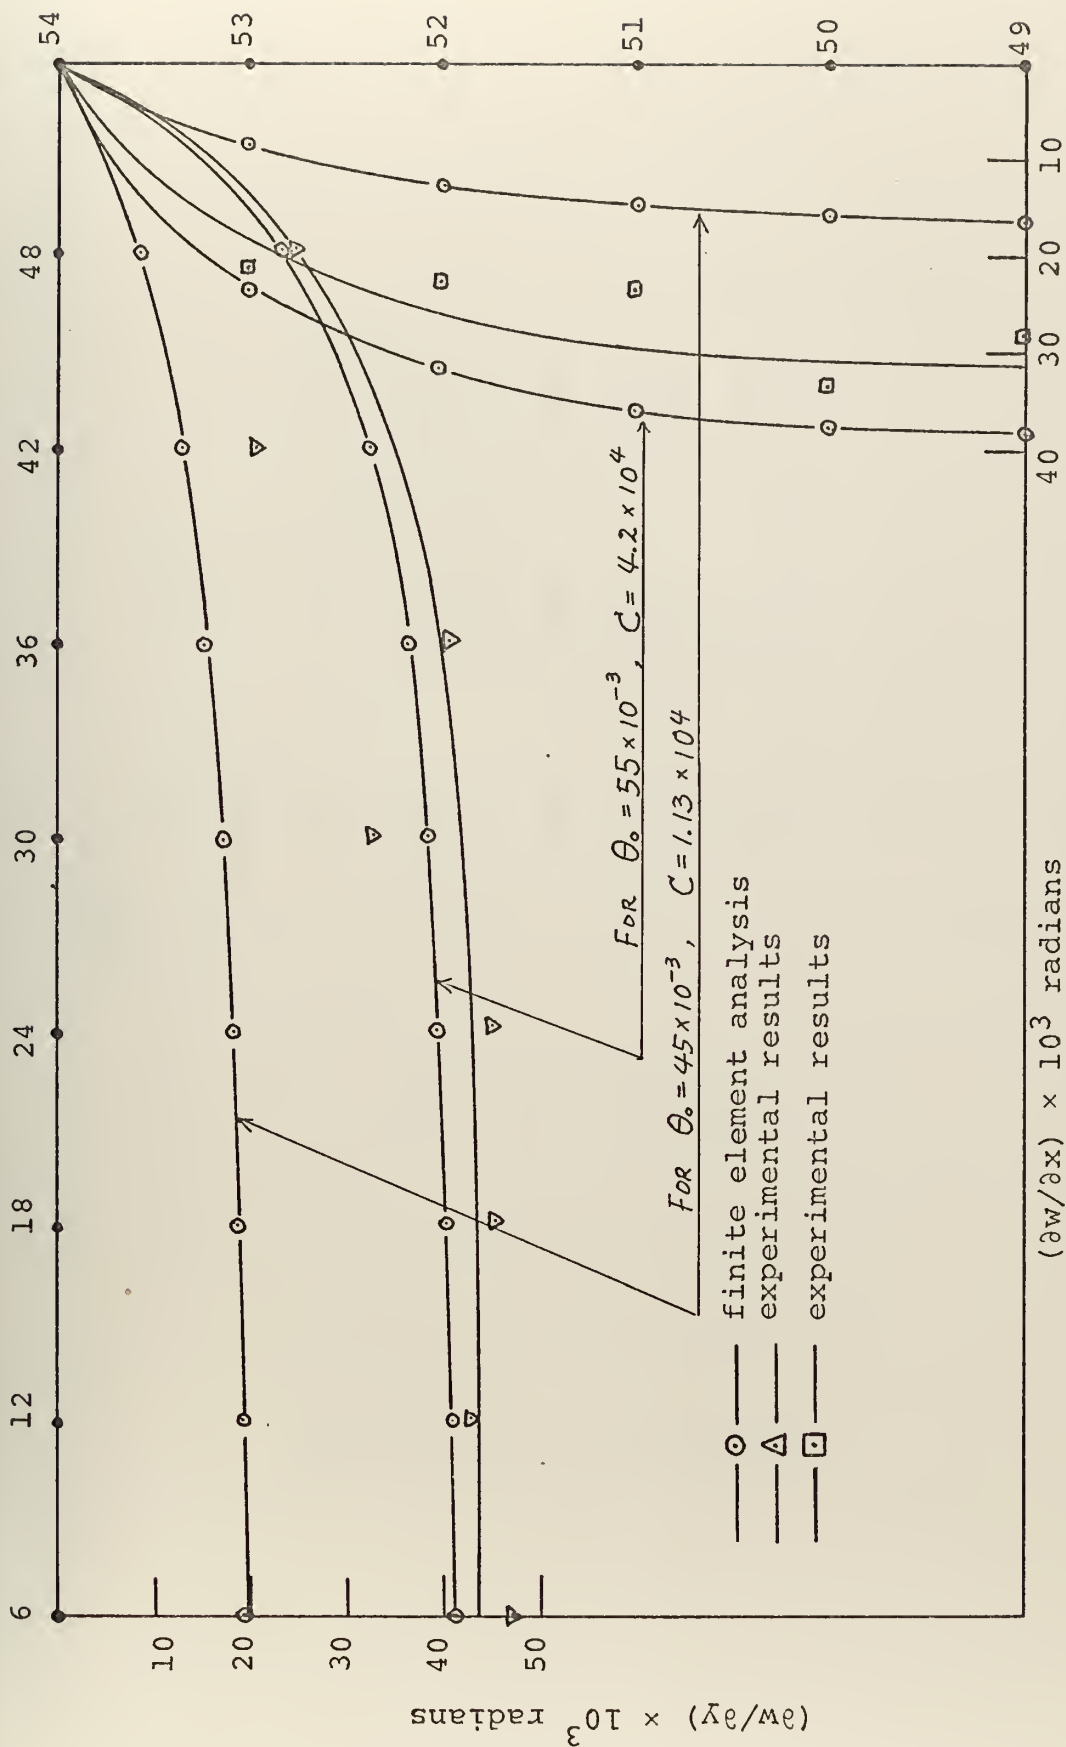 6 12 18 24 30 36 42 48 54
53
52
51
50
49
10
20
30
40
50
(∂w/∂y) × 10³ radians
10 20 30 40
(∂w/∂x) × 10³ radians
FOR θ₀ = 55 × 10⁻³, C = 4.2 × 10⁴
FOR θ₀ = 45 × 10⁻³, C = 1.13 × 104
finite element analysis
experimental results
experimental results